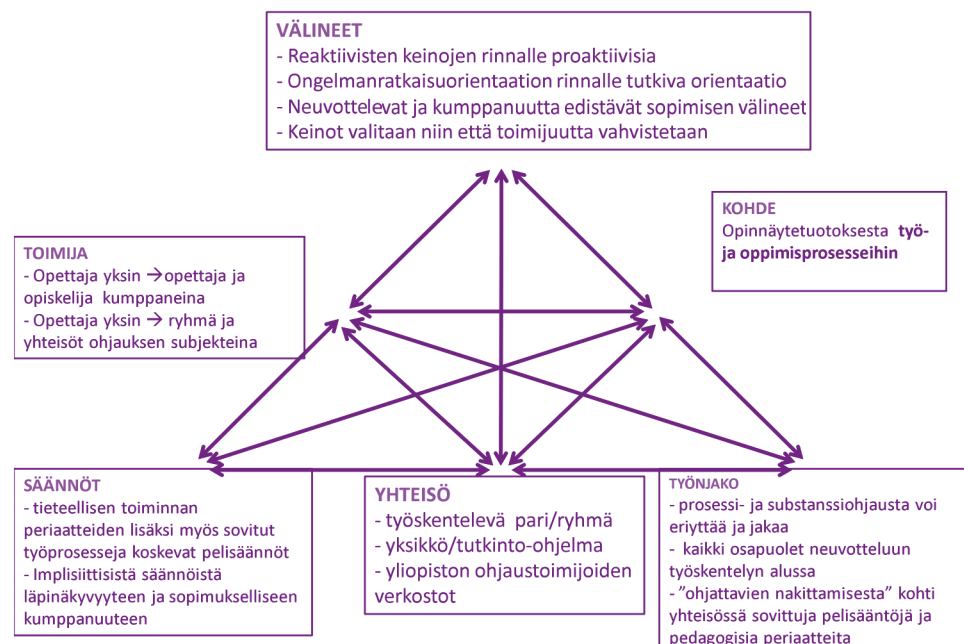 VÄLINEET
- Reaktiivisten keinojen rinnalle proaktiivisia
- Ongelmanratkaisuorientaation rinnalle tutkiva orientaatio
- Neuvottelevat ja kumppanuutta edistävät sopimisen välineet
- Keinot valitaan niin että toimijuutta vahvistetaan
KOHDE
Opinnäytetuotoksesta työ-
ja oppimisprosesseihin
TOIMIJA
- Opettaja yksin → opettaja ja
opiskelija kumppaneina
- Opettaja yksin → ryhmä ja
yhteisöt ohjauksen subjekteina
SÄÄNNÖT
- tieteellisen toiminnan
periaatteiden lisäksi myös sovitut
työprosesseja koskevat pelisäännöt
- Implisiittisistä säännöistä
läpinäkyvyyteen ja sopimukselliseen
kumppanuuteen
YHTEISÖ
- työskentelevä pari/ryhmä
- yksikkö/tutkinto-ohjelma
- yliopiston ohjaustoimijoiden
verkostot
TYÖNJAKO
- prosessi- ja substanssiohjausta voi
eriyttää ja jakaa
- kaikki osapuolet neuvotteluun
työskentelyn alussa
- ”ohjattavien nakittamisesta” kohti
yhteisössä sovittuja pelisääntöjä ja
pedagogisia periaatteita